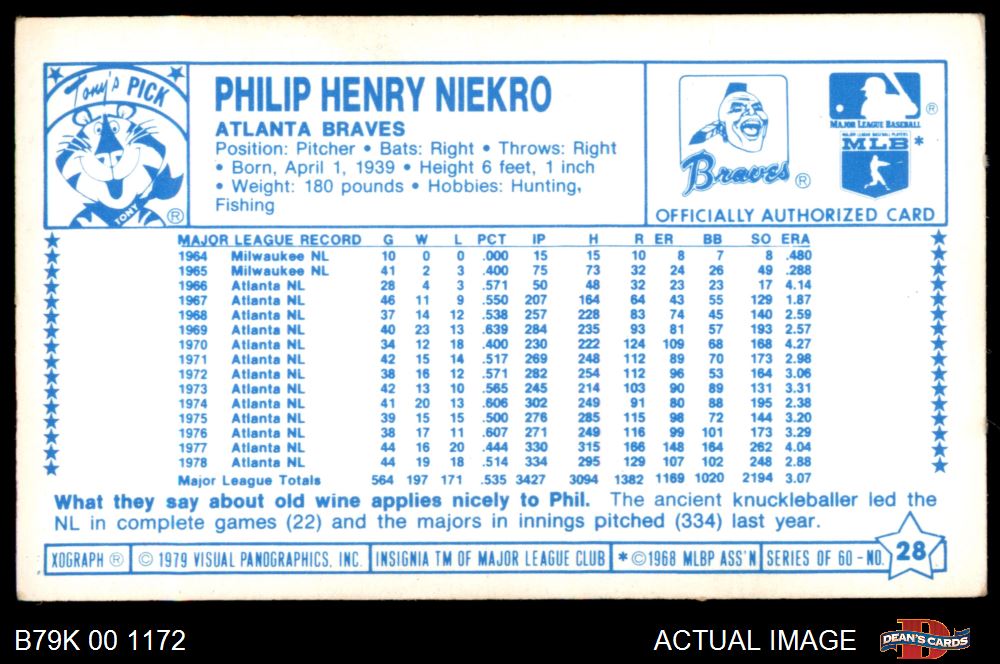 Tony's PICK
TONY ®
PHILIP HENRY NIEKRO
ATLANTA BRAVES
Position: Pitcher • Bats: Right • Throws: Right
• Born, April 1, 1939 • Height 6 feet, 1 inch
• Weight: 180 pounds • Hobbies: Hunting,
Fishing
Braves ®
®
MAJOR LEAGUE BASEBALL
MAJOR LEAGUE BASEBALL PLAYERS
MLB *
OFFICIALLY AUTHORIZED CARD
MAJOR LEAGUE RECORD G W L PCT IP H R ER BB SO ERA
1964 Milwaukee NL 10 0 0 .000 15 15 10 8 7 8 .480
1965 Milwaukee NL 41 2 3 .400 75 73 32 24 26 49 .288
1966 Atlanta NL 28 4 3 .571 50 48 32 23 23 17 4.14
1967 Atlanta NL 46 11 9 .550 207 164 64 43 55 129 1.87
1968 Atlanta NL 37 14 12 .538 257 228 83 74 45 140 2.59
1969 Atlanta NL 40 23 13 .639 284 235 93 81 57 193 2.57
1970 Atlanta NL 34 12 18 .400 230 222 124 109 68 168 4.27
1971 Atlanta NL 42 15 14 .517 269 248 112 89 70 173 2.98
1972 Atlanta NL 38 16 12 .571 282 254 112 96 53 164 3.06
1973 Atlanta NL 42 13 10 .565 245 214 103 90 89 131 3.31
1974 Atlanta NL 41 20 13 .606 302 249 91 80 88 195 2.38
1975 Atlanta NL 39 15 15 .500 276 285 115 98 72 144 3.20
1976 Atlanta NL 38 17 11 .607 271 249 116 99 101 173 3.29
1977 Atlanta NL 44 16 20 .444 330 315 166 148 164 262 4.04
1978 Atlanta NL 44 19 18 .514 334 295 129 107 102 248 2.88
Major League Totals 564 197 171 .535 3427 3094 1382 1169 1020 2194 3.07
What they say about old wine applies nicely to Phil. The ancient knuckleballer led the
NL in complete games (22) and the majors in innings pitched (334) last year.
XOGRAPH ® © 1979 VISUAL PANOGRAPHICS, INC. INSIGNIA TM OF MAJOR LEAGUE CLUB * © 1968 MLBP ASS'N SERIES OF 60 - NO. 28
B79K 00 1172
ACTUAL IMAGE
D
DEAN'S CARDS